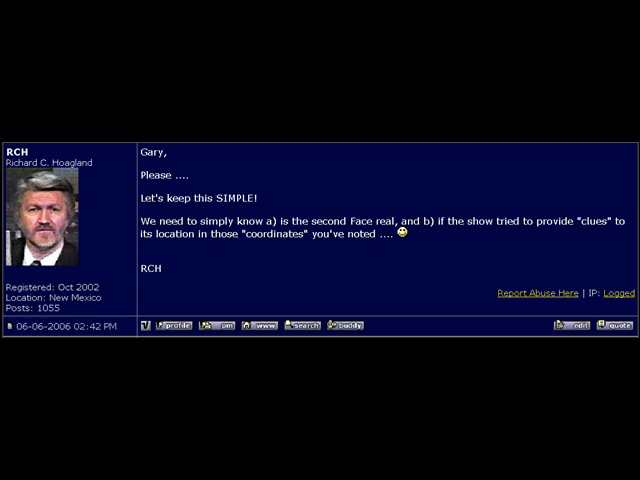 RCH
Richard C. Hoagland
Registered: Oct 2002
Location: New Mexico
Posts: 1055
Gary,
Please ....
Let's keep this SIMPLE!
We need to simply know a) is the second Face real, and b) if the show tried to provide "clues" to
its location in those "coordinates" you've noted ....
RCH
Report Abuse Here | IP: Logged
06-06-2006 02:42 PM
profile pm www search buddy edit quote